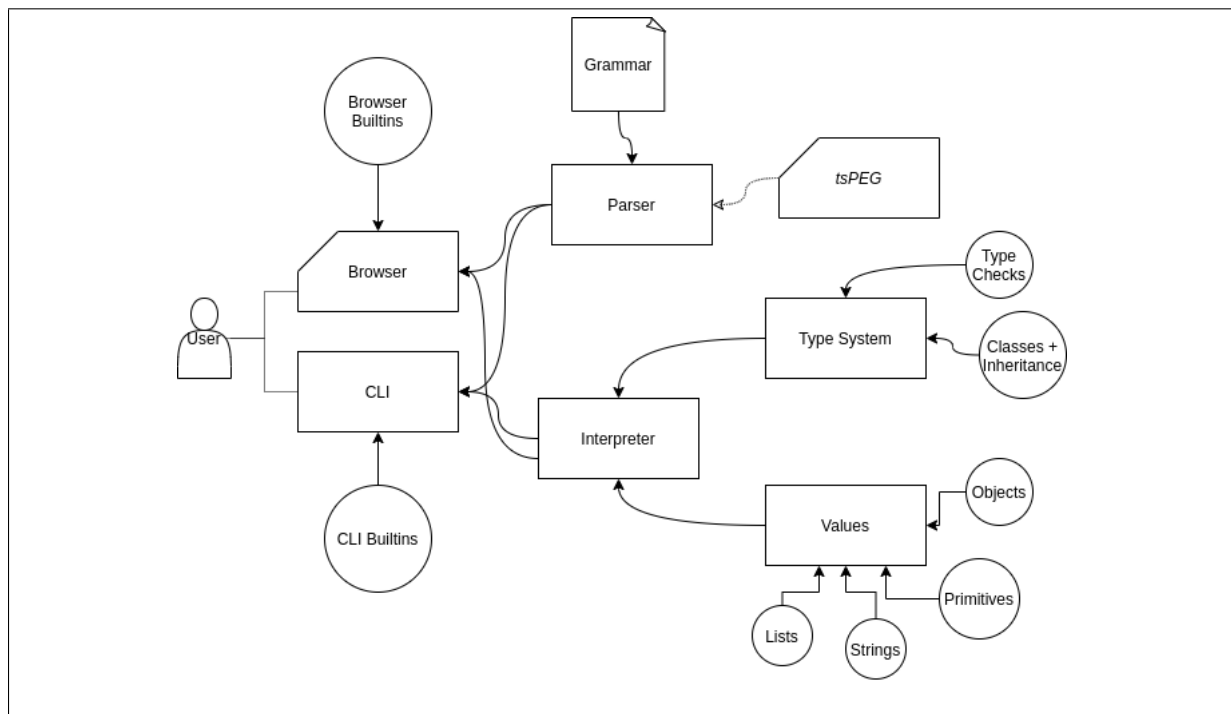 Grammar
Browser
Builtins
tsPEG
Parser
Type
Checks
Browser
User
Type System
Classes +
Inheritance
CLI
Interpreter
Objects
Values
CLI Builtins
Primitives
Lists
Strings